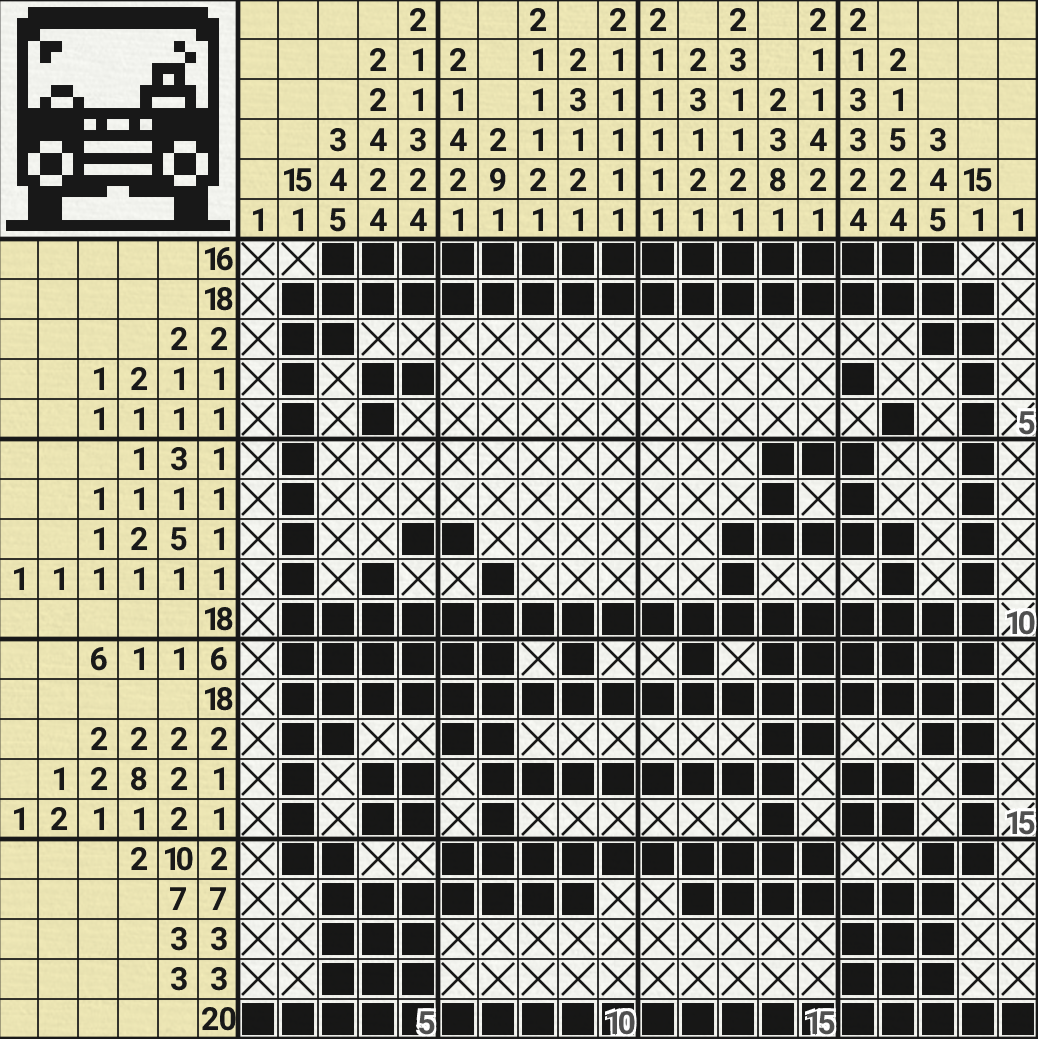 2 2 2 2 2 2 2
2 1 2 1 2 1 1 2 3 1 1 2
2 1 1 1 3 1 1 3 1 2 1 3 1
3 4 3 4 2 1 1 1 1 1 1 3 4 3 5 3
15 4 2 2 2 9 2 2 1 1 2 2 8 2 2 2 4 15
1 1 5 4 4 1 1 1 1 1 1 1 1 1 1 4 4 5 1 1
16
18
2 2
1 2 1 1
1 1 1 1 5
1 3 1
1 1 1 1
1 2 5 1
1 1 1 1 1 1
18 10
6 1 1 6
18
2 2 2 2
1 2 8 2 1
1 2 1 1 2 1 15
2 10 2
7 7
3 3
3 3
20 5 10 15